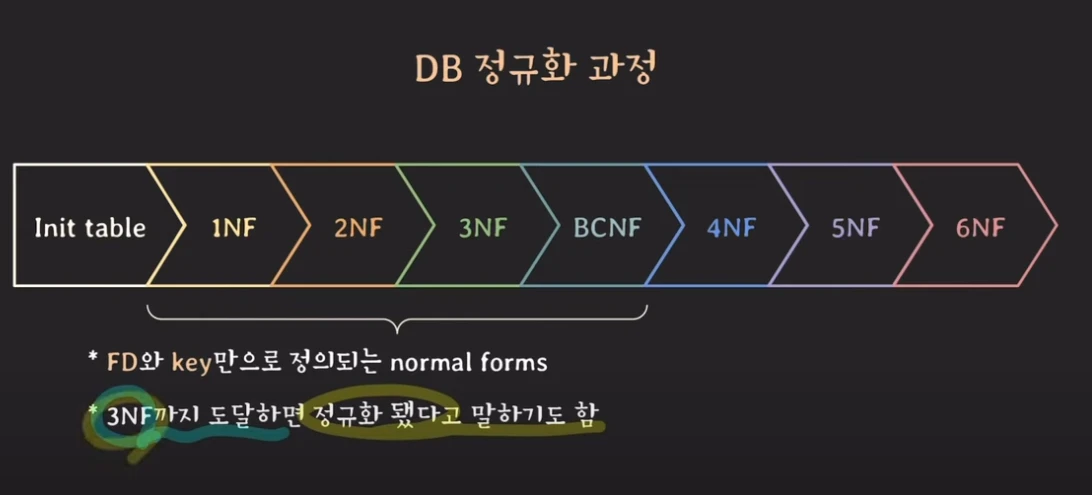 DB 정규화 과정
Init table 1NF 2NF 3NF BCNF 4NF 5NF 6NF
* FD와 key만으로 정의되는 normal forms
* 3NF까지 도달하면 정규화 됐다고 말하기도 함